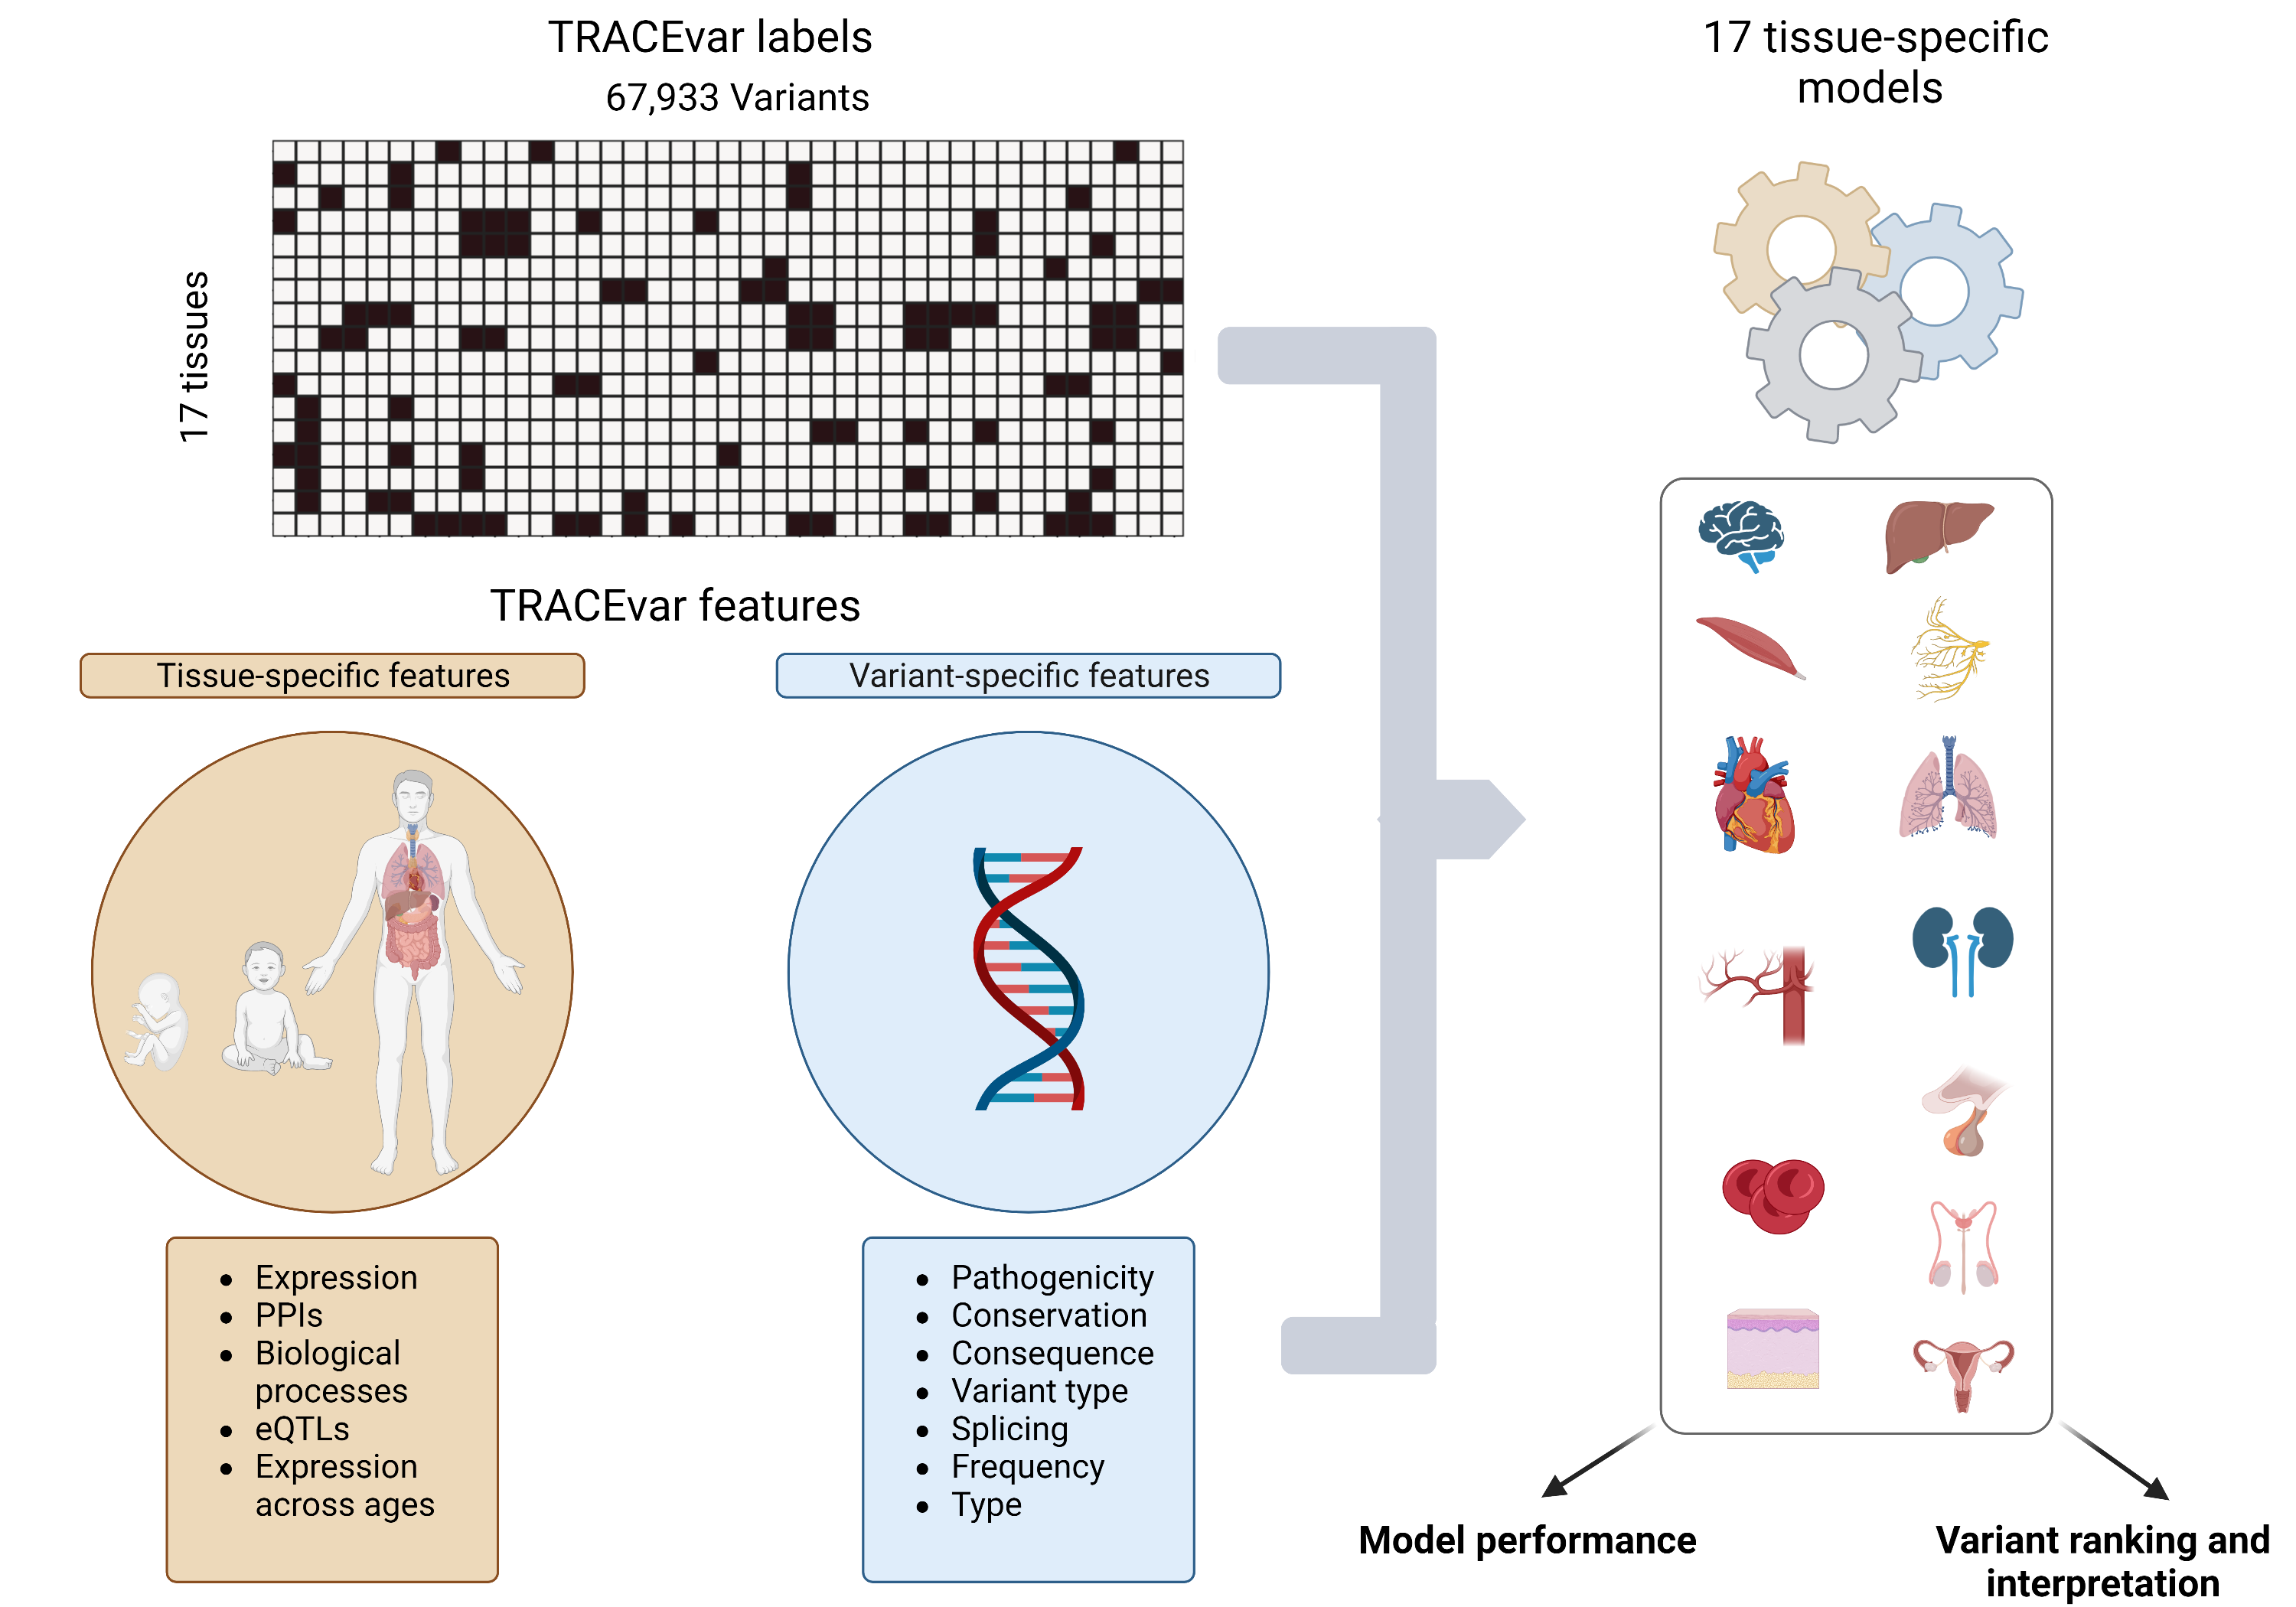 TRACEvar labels
67,933 Variants
17 tissues
TRACEvar features
Tissue-specific features
Variant-specific features
• Expression
• PPIs
• Biological
processes
• eQTLs
• Expression
across ages
• Pathogenicity
• Conservation
• Consequence
• Variant type
• Splicing
• Frequency
• Type
17 tissue-specific
models
Model performance
Variant ranking and
interpretation